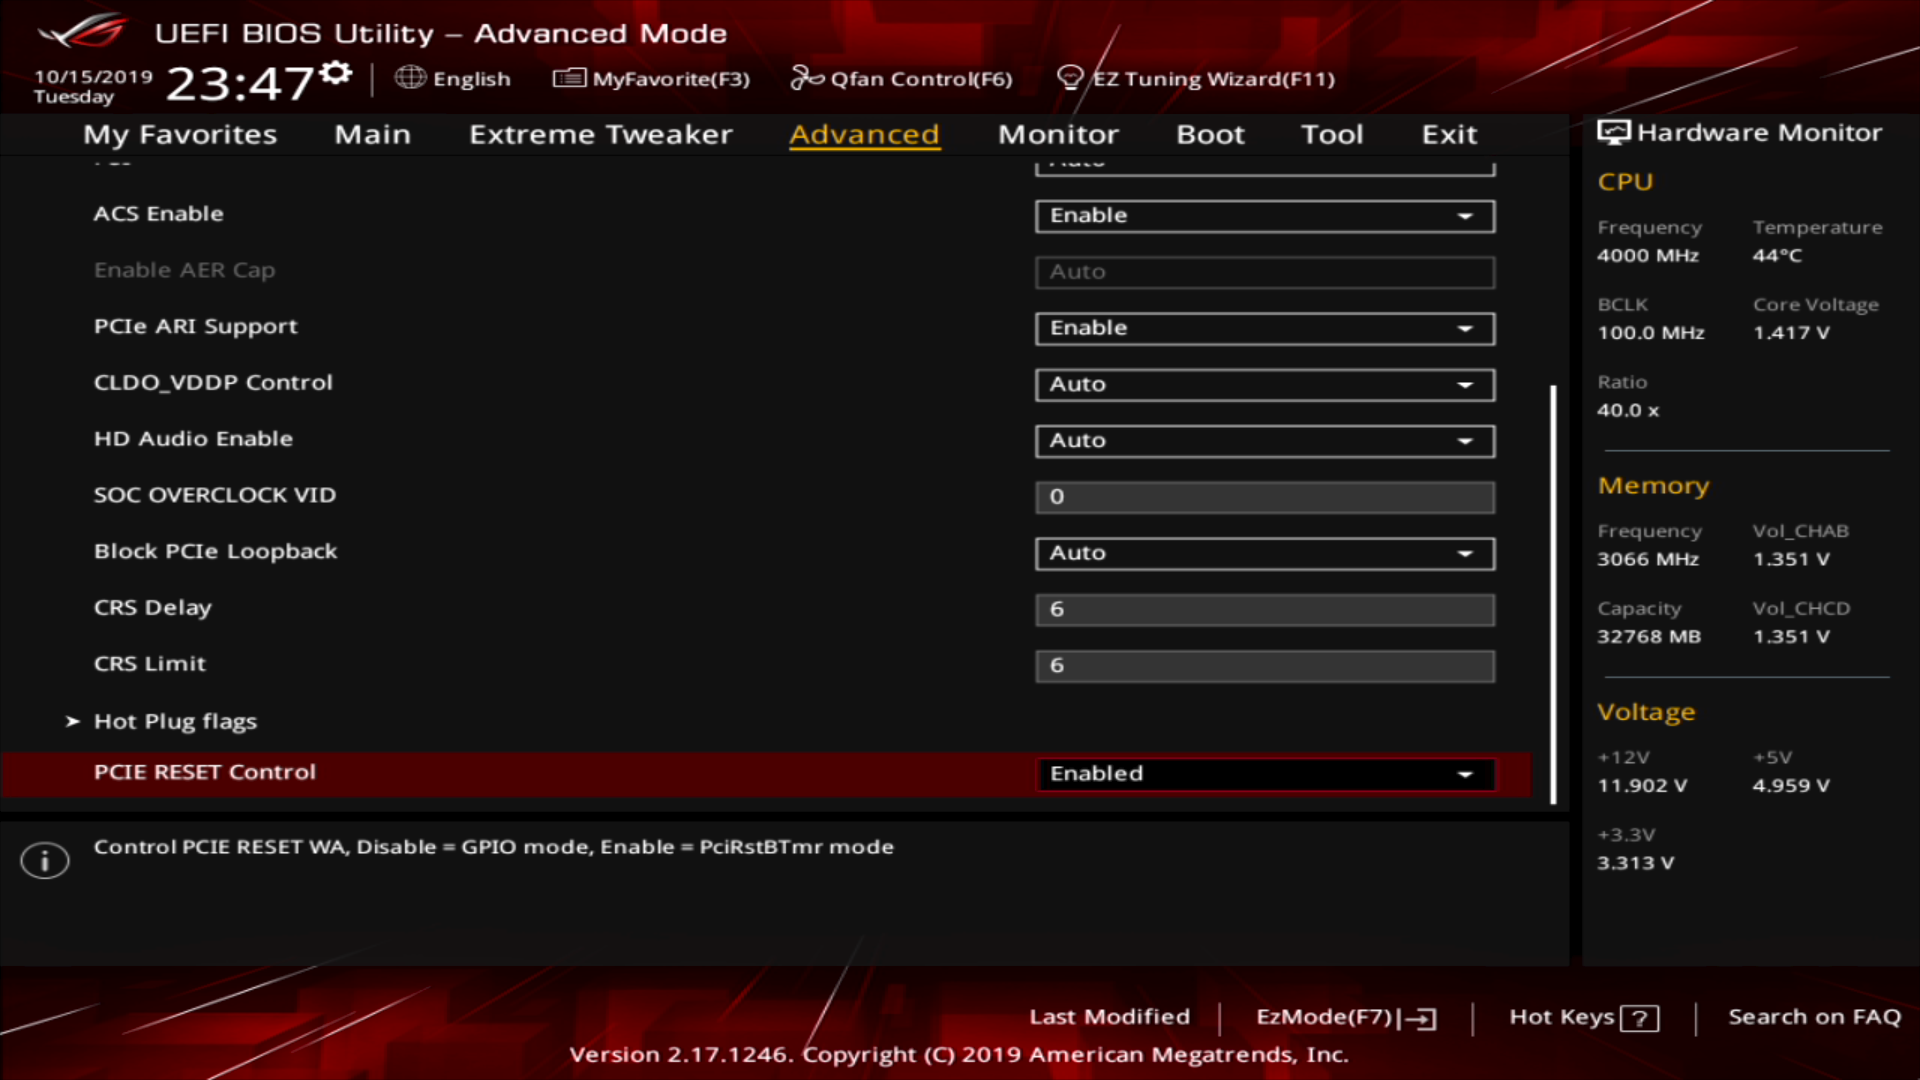 UEFI BIOS Utility – Advanced Mode
10/15/2019
Tuesday
23:47
English
MyFavorite(F3)
Qfan Control(F6)
EZ Tuning Wizard(F11)
My Favorites
Main
Extreme Tweaker
Advanced
Monitor
Boot
Tool
Exit
ACS Enable
Enable
Enable AER Cap
Auto
PCIe ARI Support
Enable
CLDO_VDDP Control
Auto
HD Audio Enable
Auto
SOC OVERCLOCK VID
0
Block PCIe Loopback
Auto
CRS Delay
6
CRS Limit
6
Hot Plug flags
PCIE RESET Control
Enabled
Control PCIE RESET WA, Disable = GPIO mode, Enable = PciRstBTmr mode
Hardware Monitor
CPU
Frequency
Temperature
4000 MHz
44°C
BCLK
Core Voltage
100.0 MHz
1.417 V
Ratio
40.0 x
Memory
Frequency
Vol_CHAB
3066 MHz
1.351 V
Capacity
Vol_CHCD
32768 MB
1.351 V
Voltage
+12V
+5V
11.902 V
4.959 V
+3.3V
3.313 V
Last Modified
EzMode(F7)
Hot Keys ?
Search on FAQ
Version 2.17.1246. Copyright (C) 2019 American Megatrends, Inc.